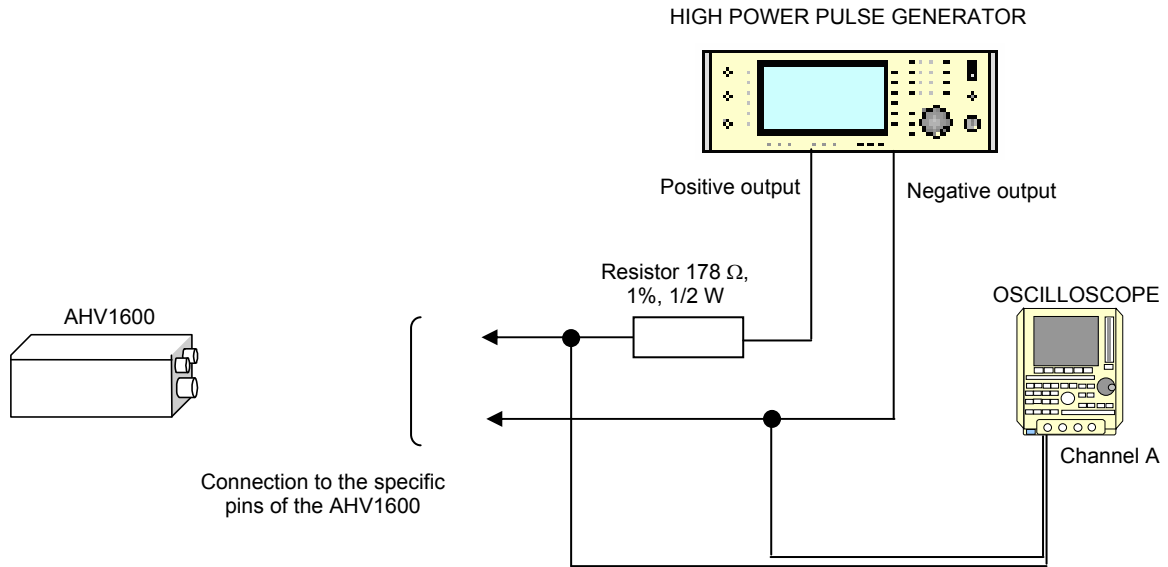 HIGH POWER PULSE GENERATOR
Positive output
Negative output
Resistor 178 Ω,
1%, 1/2 W
OSCILLOSCOPE
AHV1600
Channel A
Connection to the specific
pins of the AHV1600